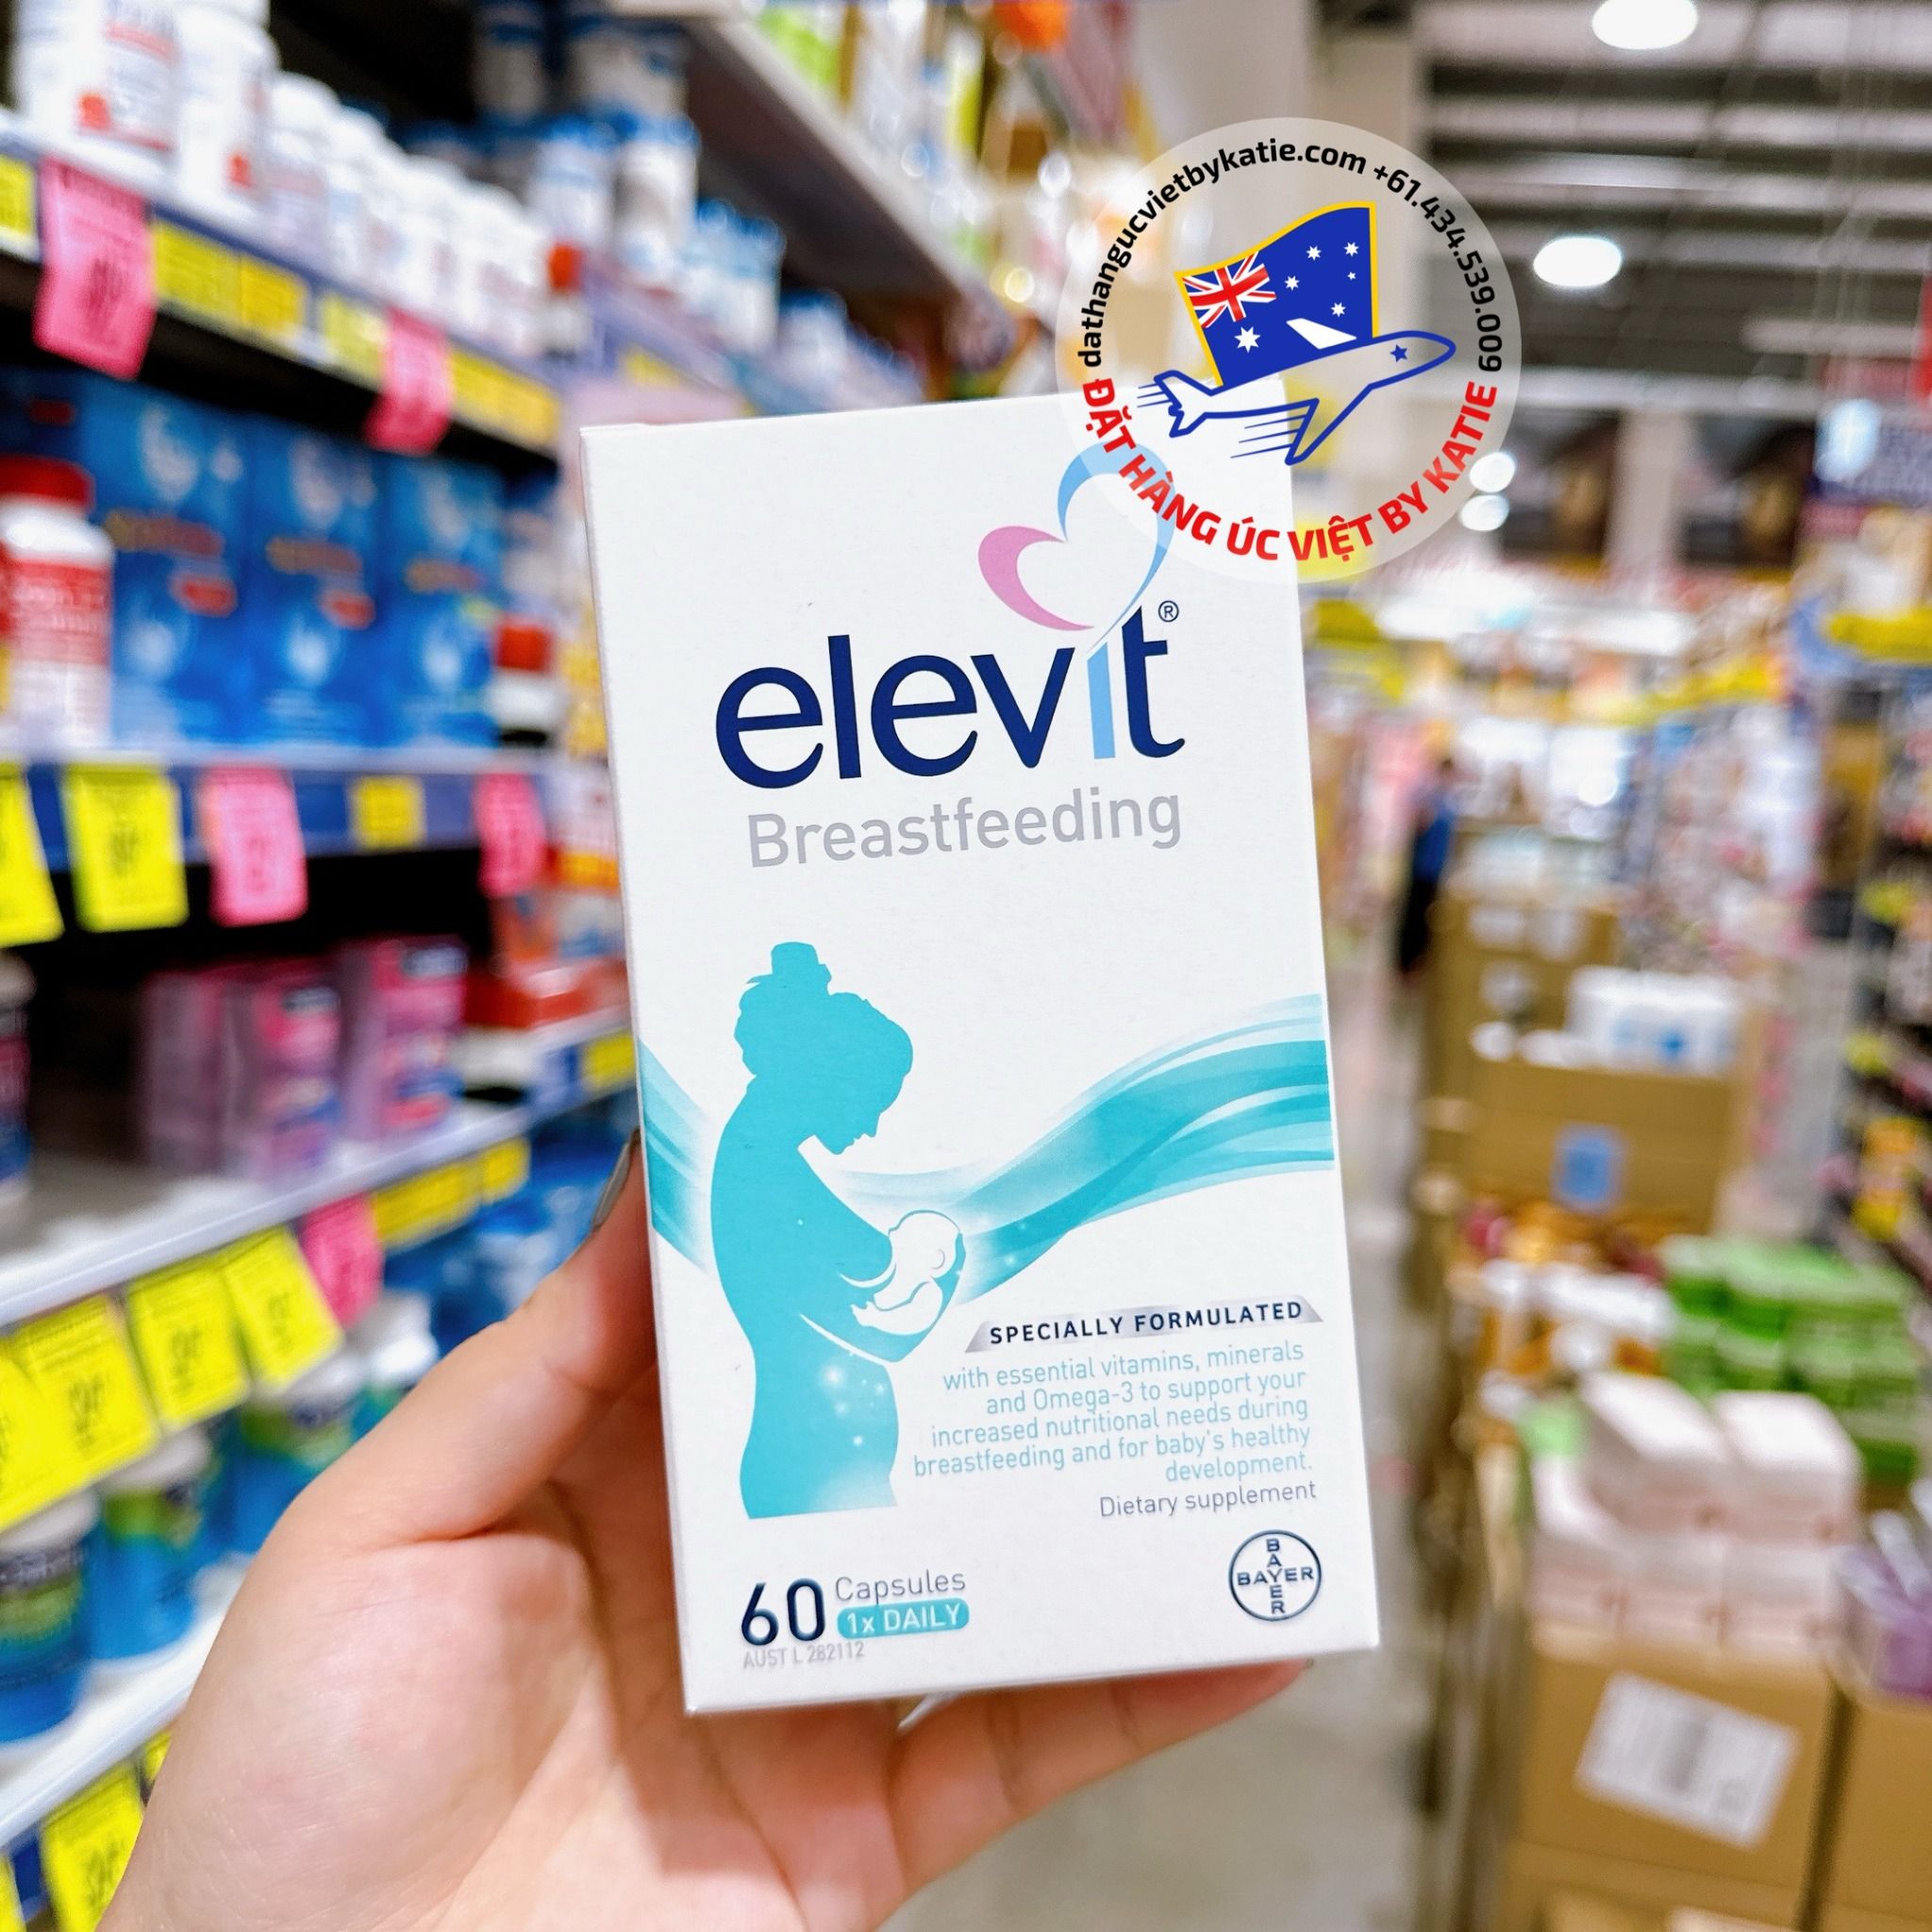 dathangucvietbykatie.com +61.434.539.009
ĐẶT HÀNG ÚC VIỆT BY KATIE
elevit®
Breastfeeding
SPECIALLY FORMULATED
with essential vitamins, minerals
and Omega-3 to support your
increased nutritional needs during
breastfeeding and for baby's healthy
development.
Dietary supplement
60 Capsules
1x DAILY
AUST L 282112
BAYER
BAYER